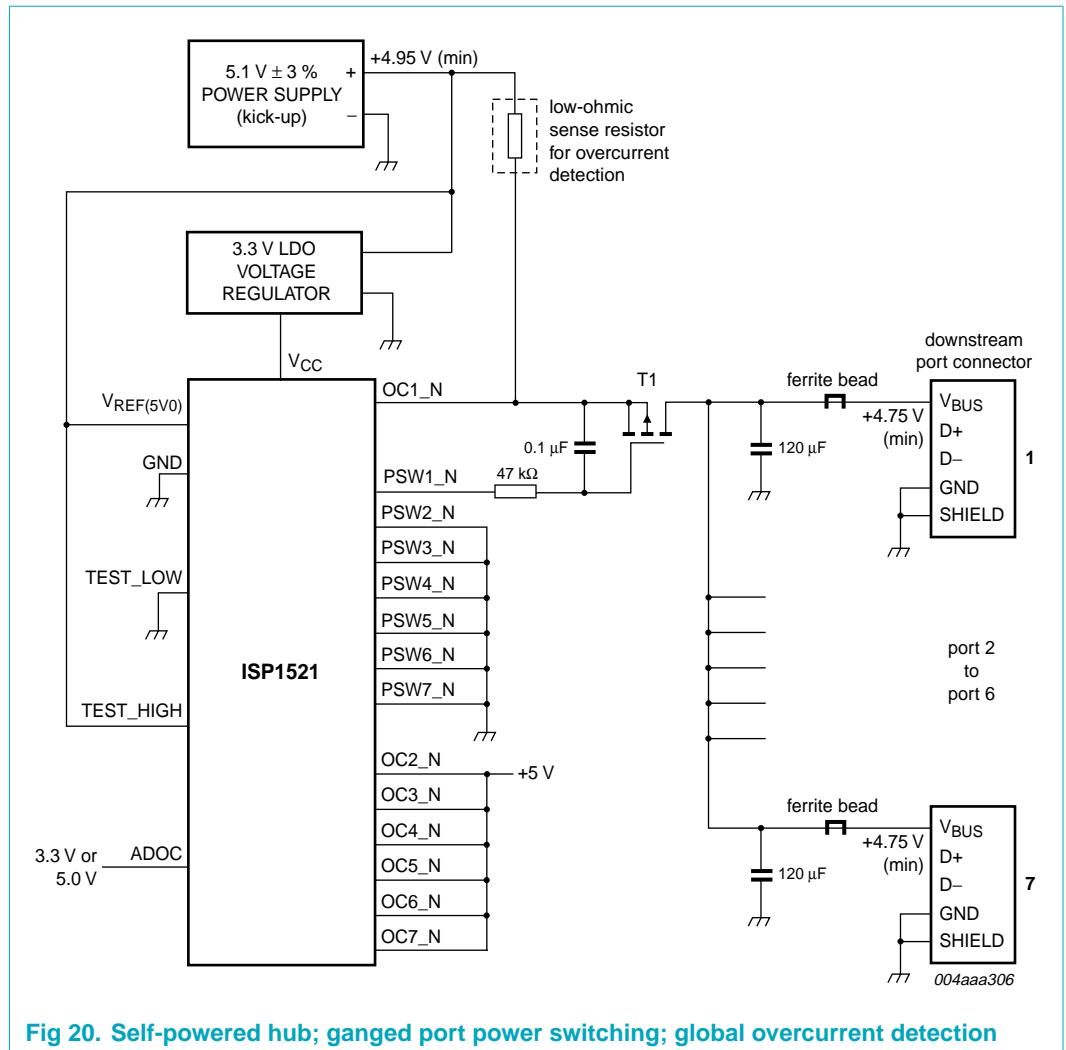 5.1 V ± 3 %
POWER SUPPLY
(kick-up)
+
−
+4.95 V (min)
low-ohmic
sense resistor
for overcurrent
detection
3.3 V LDO
VOLTAGE
REGULATOR
VCC
VREF(5V0)
GND
TEST_LOW
TEST_HIGH
3.3 V or
5.0 V
ADOC
ISP1521
OC1_N
PSW1_N
PSW2_N
PSW3_N
PSW4_N
PSW5_N
PSW6_N
PSW7_N
OC2_N
OC3_N
OC4_N
OC5_N
OC6_N
OC7_N
+5 V
47 kΩ
0.1 µF
T1
120 µF
ferrite bead
downstream
port connector
+4.75 V
(min)
VBUS
D+
D−
GND
SHIELD
1
port 2
to
port 6
120 µF
ferrite bead
+4.75 V
(min)
VBUS
D+
D−
GND
SHIELD
7
004aaa306
Fig 20. Self-powered hub; ganged port power switching; global overcurrent detection